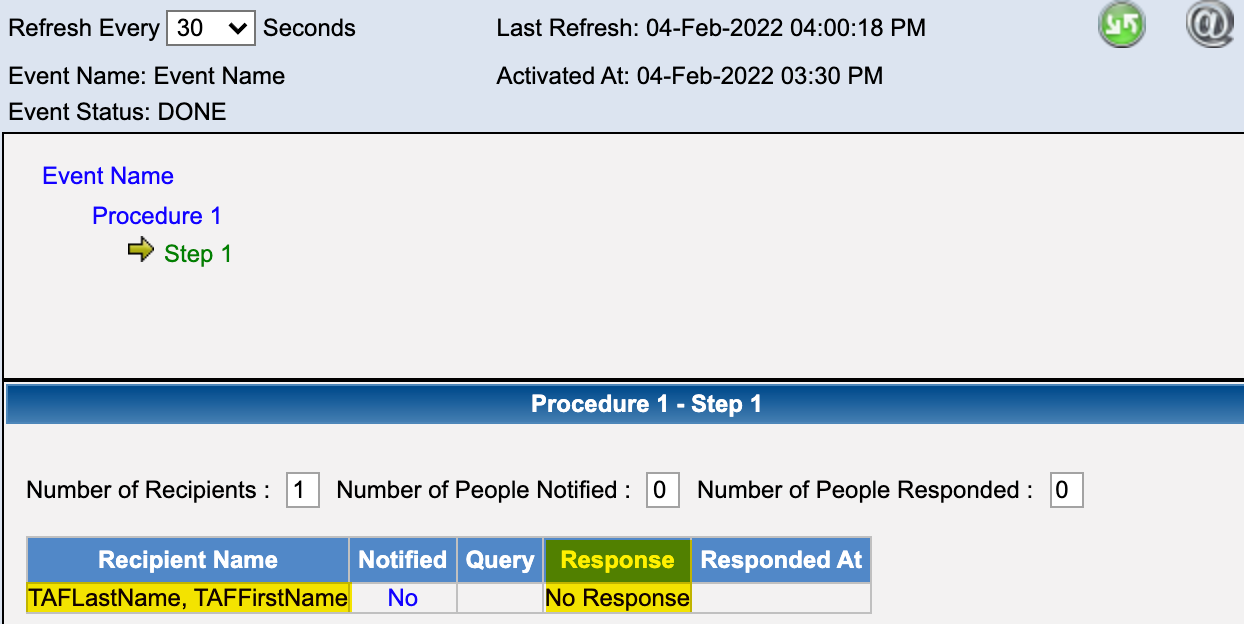 Refresh Every 30 Seconds Last Refresh: 04-Feb-2022 04:00:18 PM
@
Event Name: Event Name Activated At: 04-Feb-2022 03:30 PM
Event Status: DONE
Event Name
Procedure 1
Step 1
Procedure 1 - Step 1
Number of Recipients : 1 Number of People Notified : 0 Number of People Responded : 0
Recipient Name Notified Query Response Responded At
TAFLastName, TAFFirstName No No Response